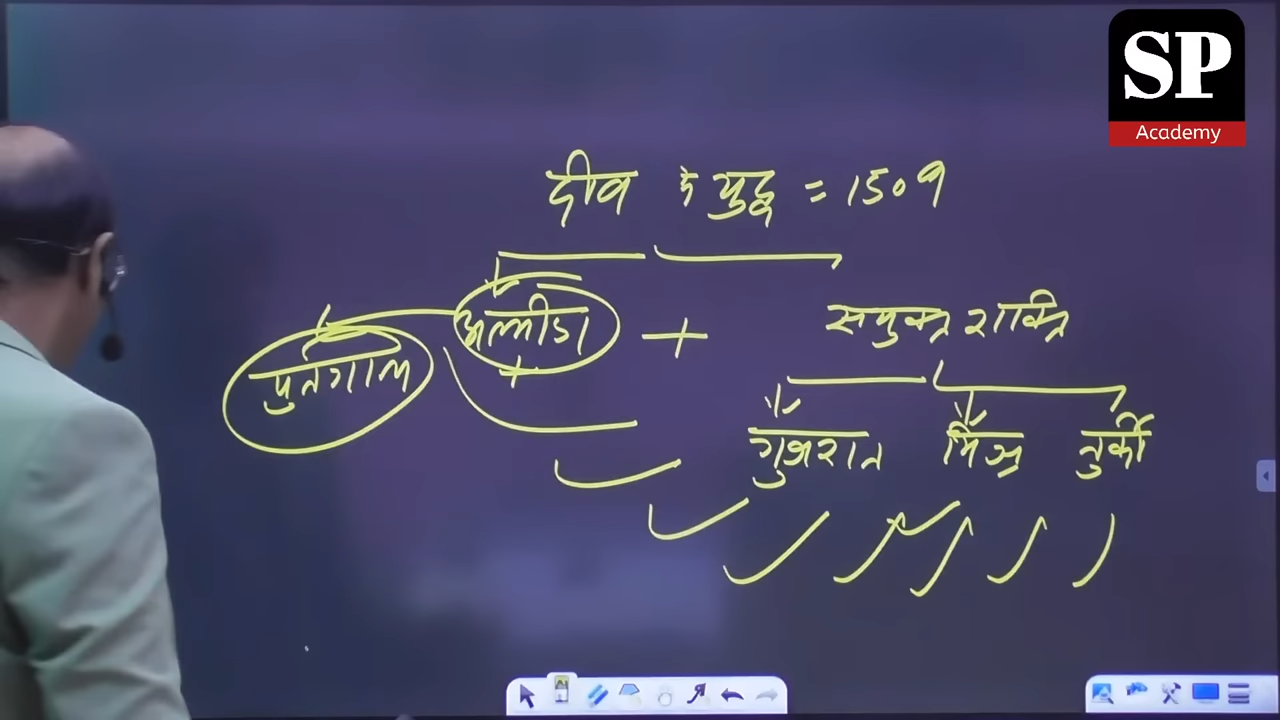 SP
Academy
दीव के युद्ध = 1509
पुर्तगाल अल्मीडा + संयुक्त शक्ति
गुजरात मिस्र तुर्की